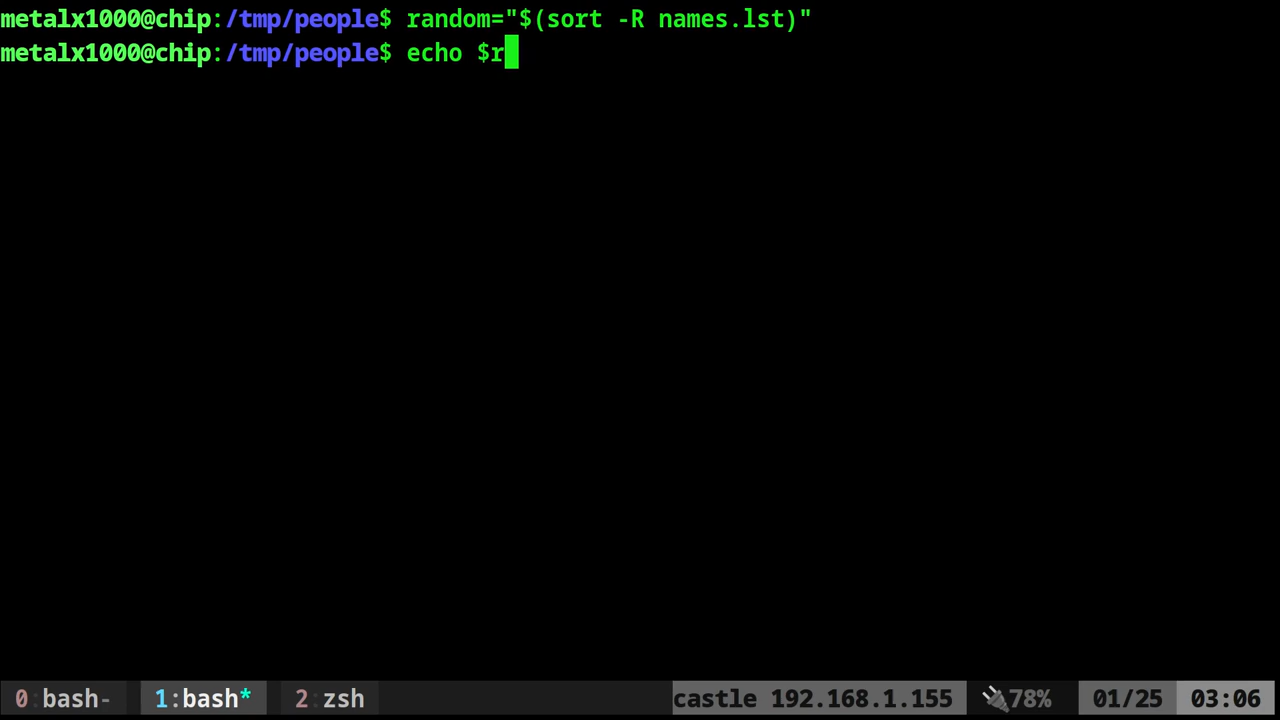 metalx1000@chip:/tmp/people$ random="$(sort -R names.lst)"
metalx1000@chip:/tmp/people$ echo $r
0:bash- 1:bash* 2:zsh castle 192.168.1.155 78% 01/25 03:06